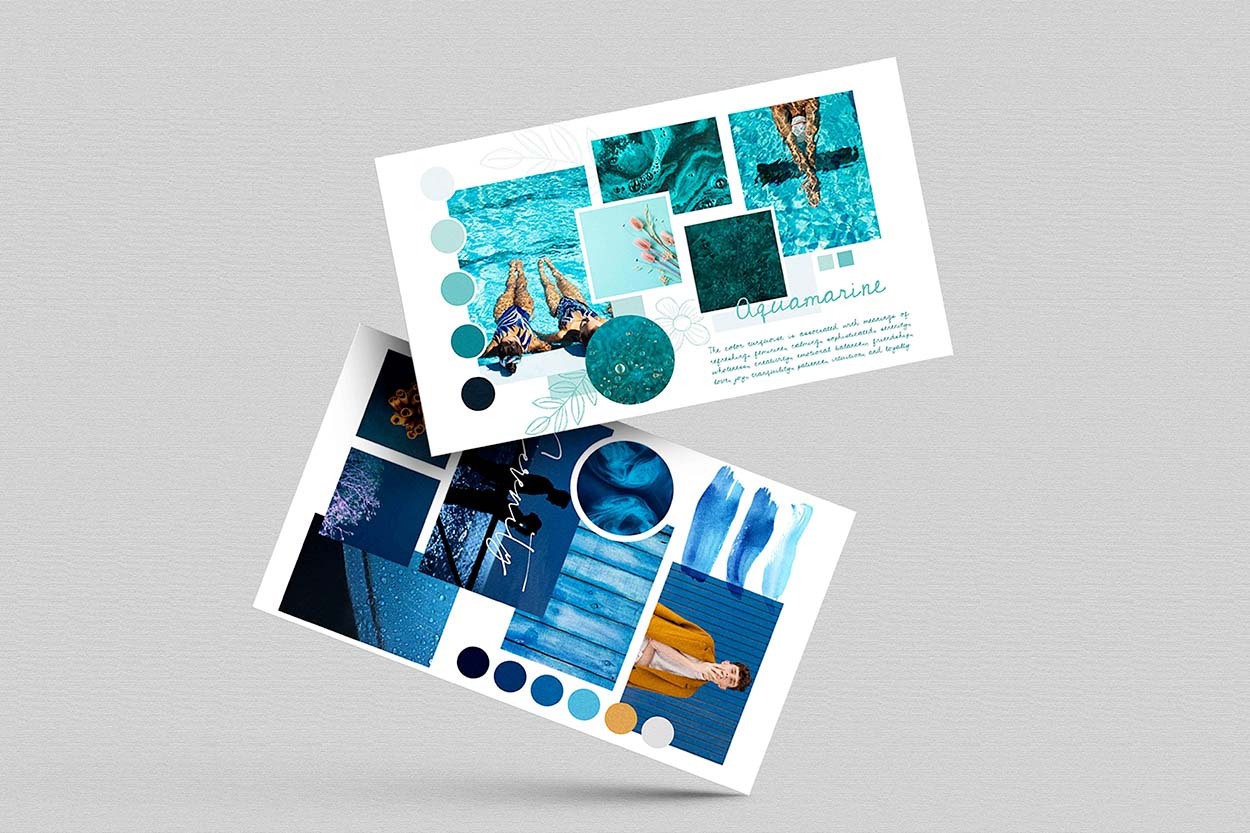 Aquamarine
The color turquoise is associated with meanings of
refreshing, feminine, calming, sophisticated, serenity,
wholeness, creativity, emotional balance, friendship,
love, joy, tranquility, patience, intuition, and loyalty
Serenity